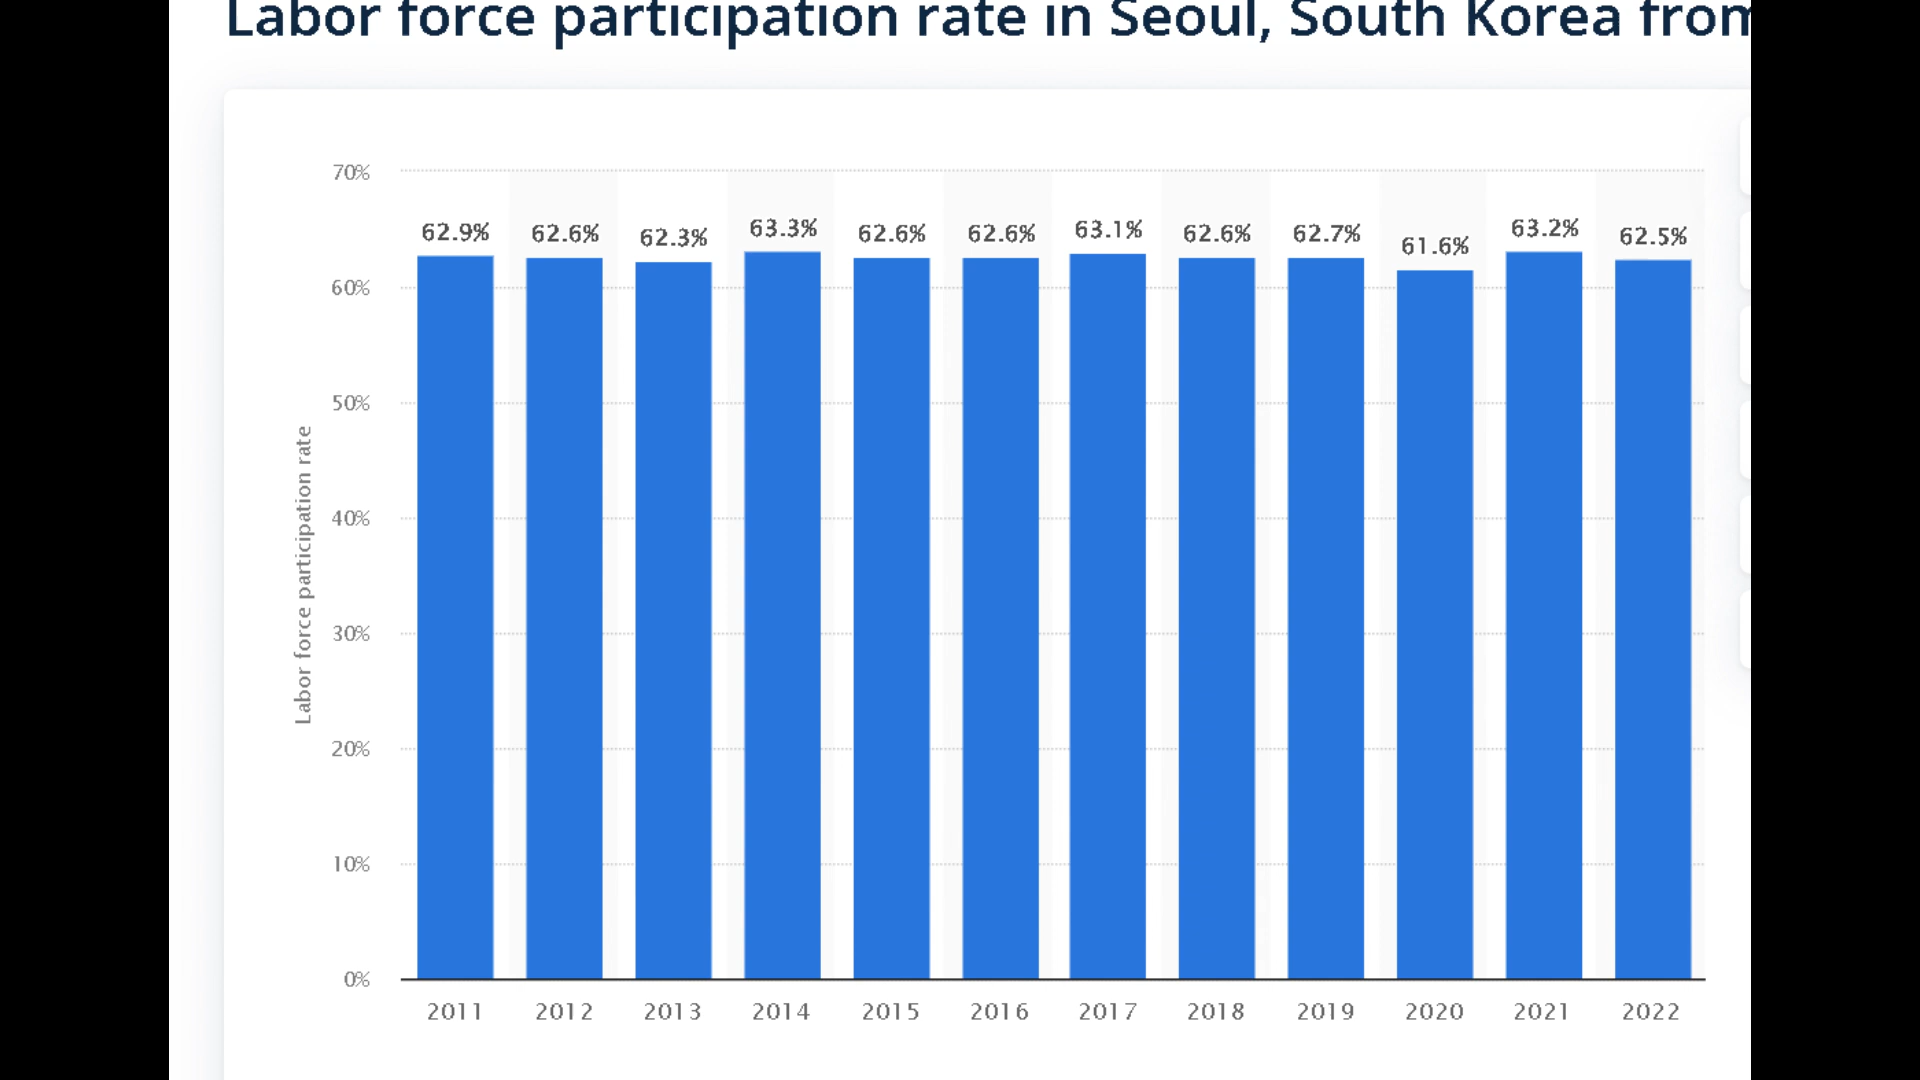 Labor force participation rate in Seoul, South Korea from
70%
62.9% 62.6% 62.3% 63.3% 62.6% 62.6% 63.1% 62.6% 62.7% 61.6% 63.2% 62.5%
60%
50%
40%
30%
20%
10%
0%
Labor force participation rate
2011 2012 2013 2014 2015 2016 2017 2018 2019 2020 2021 2022